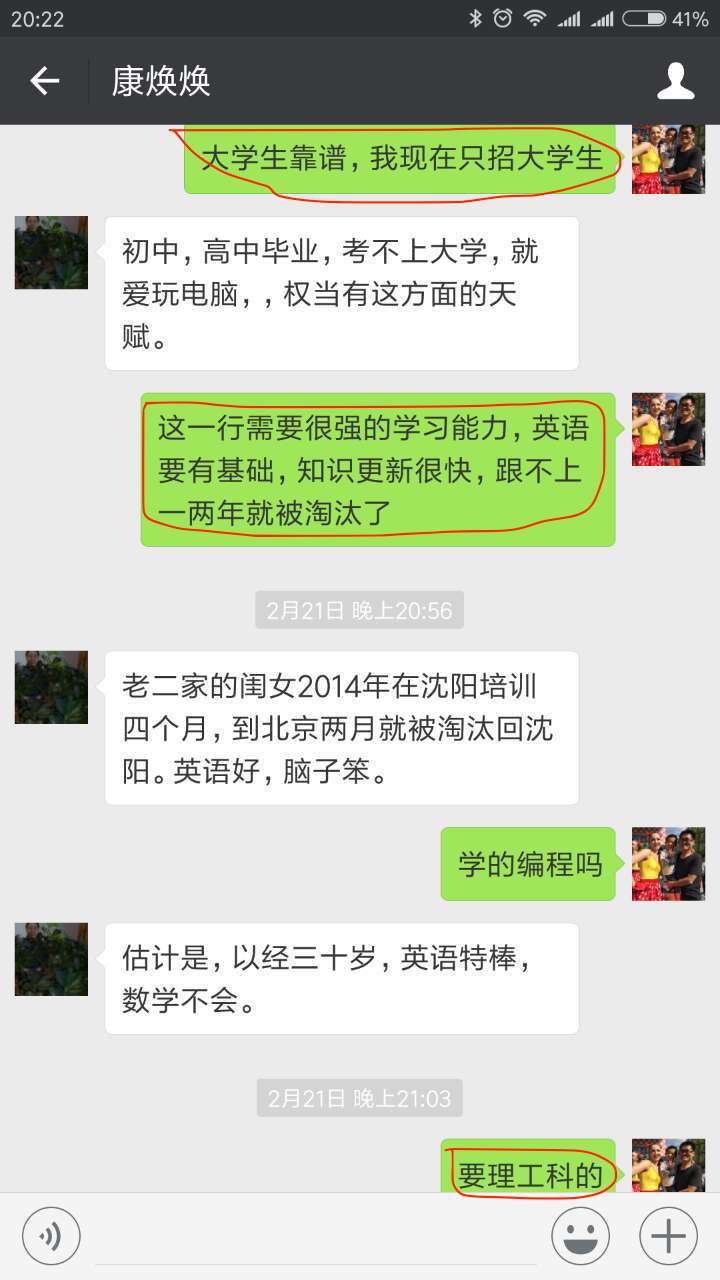 20:22
41%
康焕焕
大学生靠谱，我现在只招大学生
初中，高中毕业，考不上大学，就
爱玩电脑，，权当有这方面的天
赋。
这一行需要很强的学习能力，英语
要有基础，知识更新很快，跟不上
一两年就被淘汰了
2月21日 晚上20:56
老二家的闺女2014年在沈阳培训
四个月，到北京两月就被淘汰回沈
阳。英语好，脑子笨。
学的编程吗
估计是，以经三十岁，英语特棒，
数学不会。
2月21日 晚上21:03
要理工科的